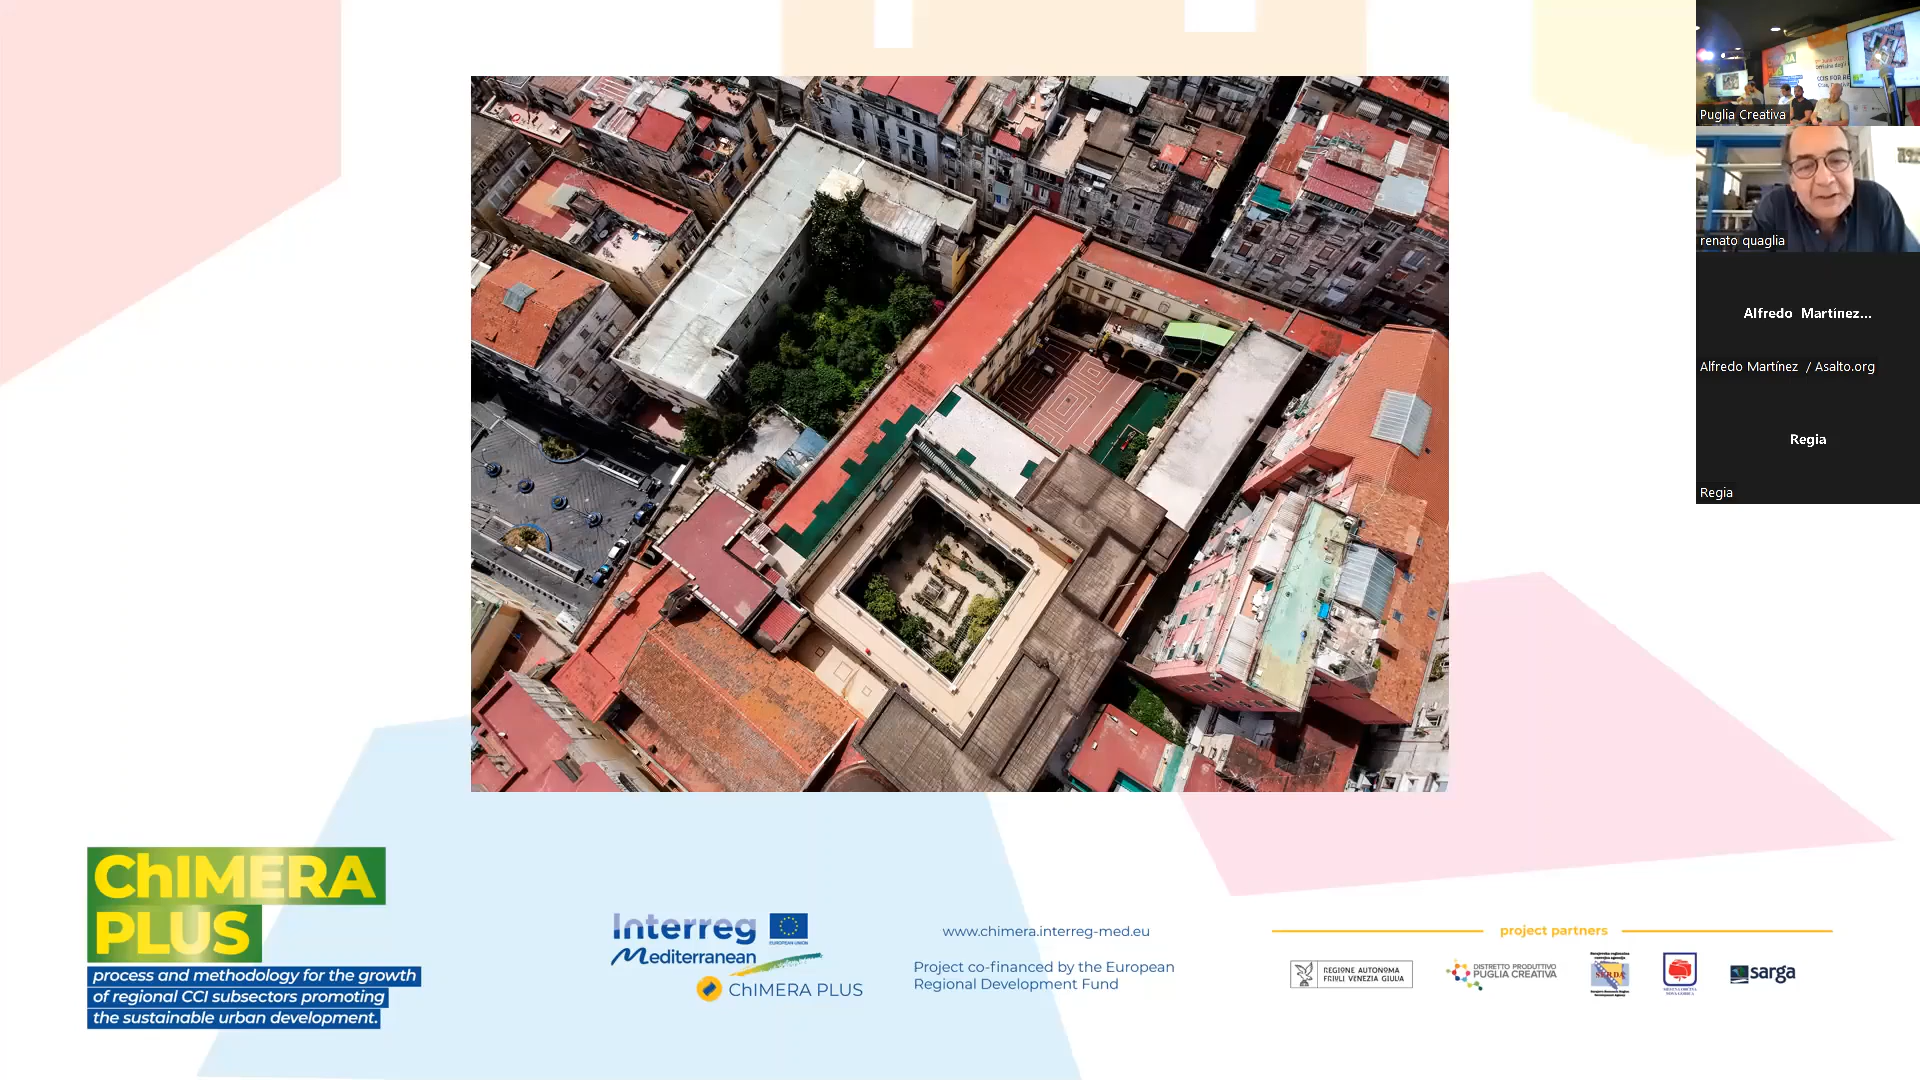 Puglia Creativa
renato quaglia
Alfredo Martínez...
Alfredo Martínez / Asalto.org
Regia
Regia
ChIMERA
PLUS
process and methodology for the growth
of regional CCI subsectors promoting
the sustainable urban development.
Interreg
EUROPEAN UNION
Mediterranean
ChIMERA PLUS
www.chimera.interreg-med.eu
Project co-financed by the European
Regional Development Fund
project partners
REGIONE AUTONOMA
FRIULI VENEZIA GIULIA
DISTRETTO PRODUTTIVO
PUGLIA CREATIVA
SERDA
sarga